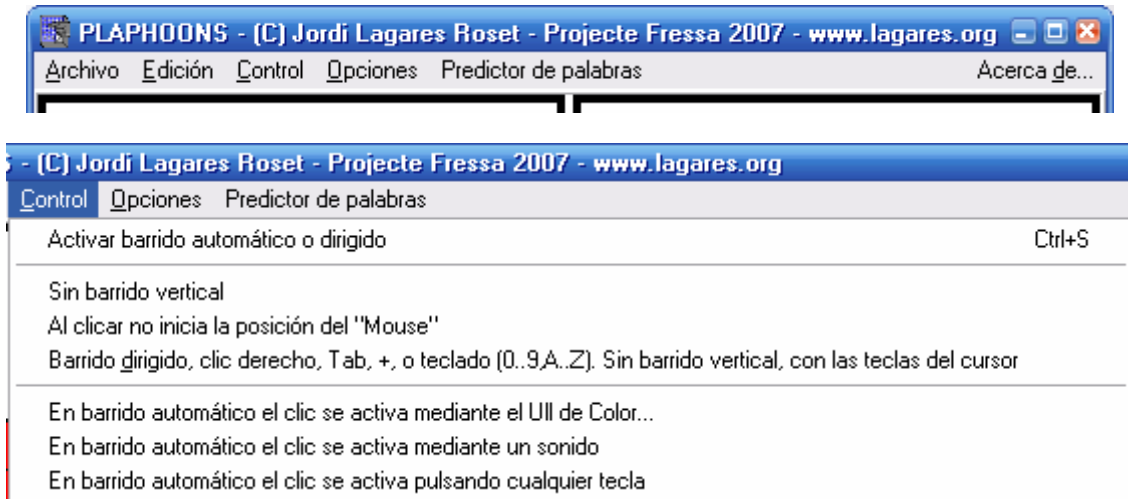 PLAPHOONS - (C) Jordi Lagares Roset - Projecte Fressa 2007 - www.lagares.org
Archivo Edición Control Opciones Predictor de palabras Acerca de...
- (C) Jordi Lagares Roset - Projecte Fressa 2007 - www.lagares.org
Control Opciones Predictor de palabras
Activar barrido automático o dirigido Ctrl+S
Sin barrido vertical
Al clicar no inicia la posición del "Mouse"
Barrido dirigido, clic derecho, Tab, +, o teclado (0..9,A..Z). Sin barrido vertical, con las teclas del cursor
En barrido automático el clic se activa mediante el Ull de Color...
En barrido automático el clic se activa mediante un sonido
En barrido automático el clic se activa pulsando cualquier tecla